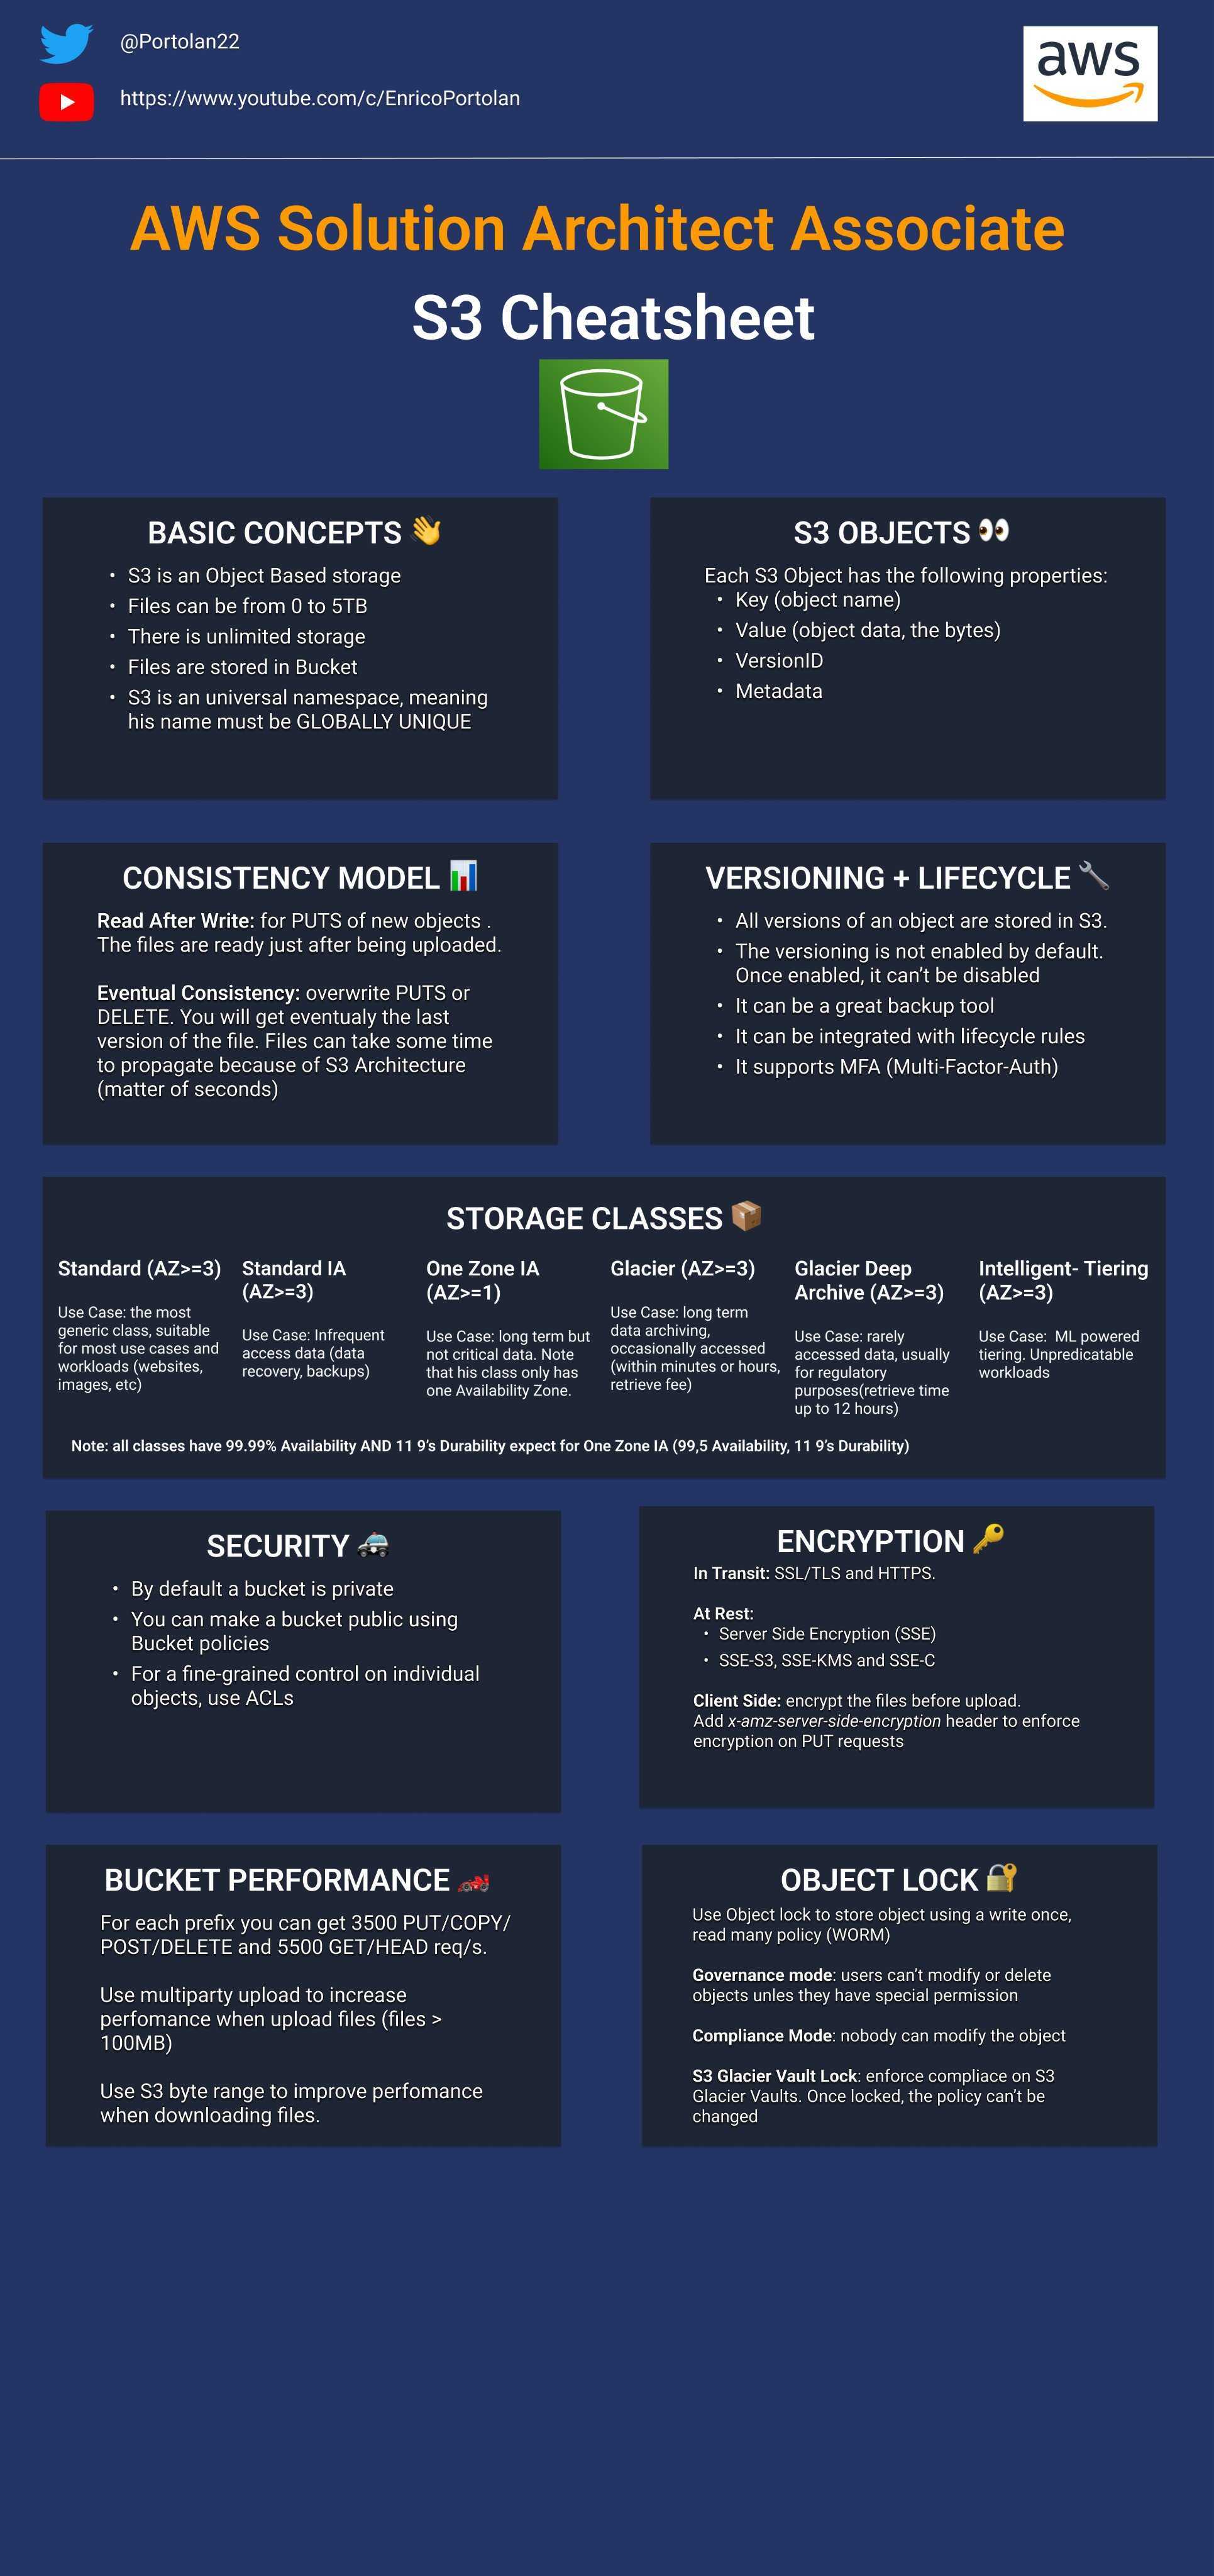 @Portolan22
https://www.youtube.com/c/EnricoPortolan
aws
AWS Solution Architect Associate
S3 Cheatsheet
BASIC CONCEPTS 👋
• S3 is an Object Based storage
• Files can be from 0 to 5TB
• There is unlimited storage
• Files are stored in Bucket
• S3 is an universal namespace, meaning
his name must be GLOBALLY UNIQUE
S3 OBJECTS 👀
Each S3 Object has the following properties:
• Key (object name)
• Value (object data, the bytes)
• VersionID
• Metadata
CONSISTENCY MODEL 📊
Read After Write: for PUTS of new objects .
The files are ready just after being uploaded.
Eventual Consistency: overwrite PUTS or
DELETE. You will get eventualy the last
version of the file. Files can take some time
to propagate because of S3 Architecture
(matter of seconds)
VERSIONING + LIFECYCLE 🔧
• All versions of an object are stored in S3.
• The versioning is not enabled by default.
Once enabled, it can’t be disabled
• It can be a great backup tool
• It can be integrated with lifecycle rules
• It supports MFA (Multi-Factor-Auth)
STORAGE CLASSES 📦
Standard (AZ>=3)
Use Case: the most
generic class, suitable
for most use cases and
workloads (websites,
images, etc)
Standard IA
(AZ>=3)
Use Case: Infrequent
access data (data
recovery, backups)
One Zone IA
(AZ>=1)
Use Case: long term but
not critical data. Note
that his class only has
one Availability Zone.
Glacier (AZ>=3)
Use Case: long term
data archiving,
occasionally accessed
(within minutes or hours,
retrieve fee)
Glacier Deep
Archive (AZ>=3)
Use Case: rarely
accessed data, usually
for regulatory
purposes(retrieve time
up to 12 hours)
Intelligent- Tiering
(AZ>=3)
Use Case: ML powered
tiering. Unpredicatable
workloads
Note: all classes have 99.99% Availability AND 11 9’s Durability expect for One Zone IA (99,5 Availability, 11 9’s Durability)
SECURITY 🚓
• By default a bucket is private
• You can make a bucket public using
Bucket policies
• For a fine-grained control on individual
objects, use ACLs
ENCRYPTION 🔑
In Transit: SSL/TLS and HTTPS.
At Rest:
• Server Side Encryption (SSE)
• SSE-S3, SSE-KMS and SSE-C
Client Side: encrypt the files before upload.
Add x-amz-server-side-encryption header to enforce
encryption on PUT requests
BUCKET PERFORMANCE 🏎️
For each prefix you can get 3500 PUT/COPY/
POST/DELETE and 5500 GET/HEAD req/s.
Use multiparty upload to increase
perfomance when upload files (files >
100MB)
Use S3 byte range to improve perfomance
when downloading files.
OBJECT LOCK 🔐
Use Object lock to store object using a write once,
read many policy (WORM)
Governance mode: users can’t modify or delete
objects unles they have special permission
Compliance Mode: nobody can modify the object
S3 Glacier Vault Lock: enforce compliace on S3
Glacier Vaults. Once locked, the policy can’t be
changed